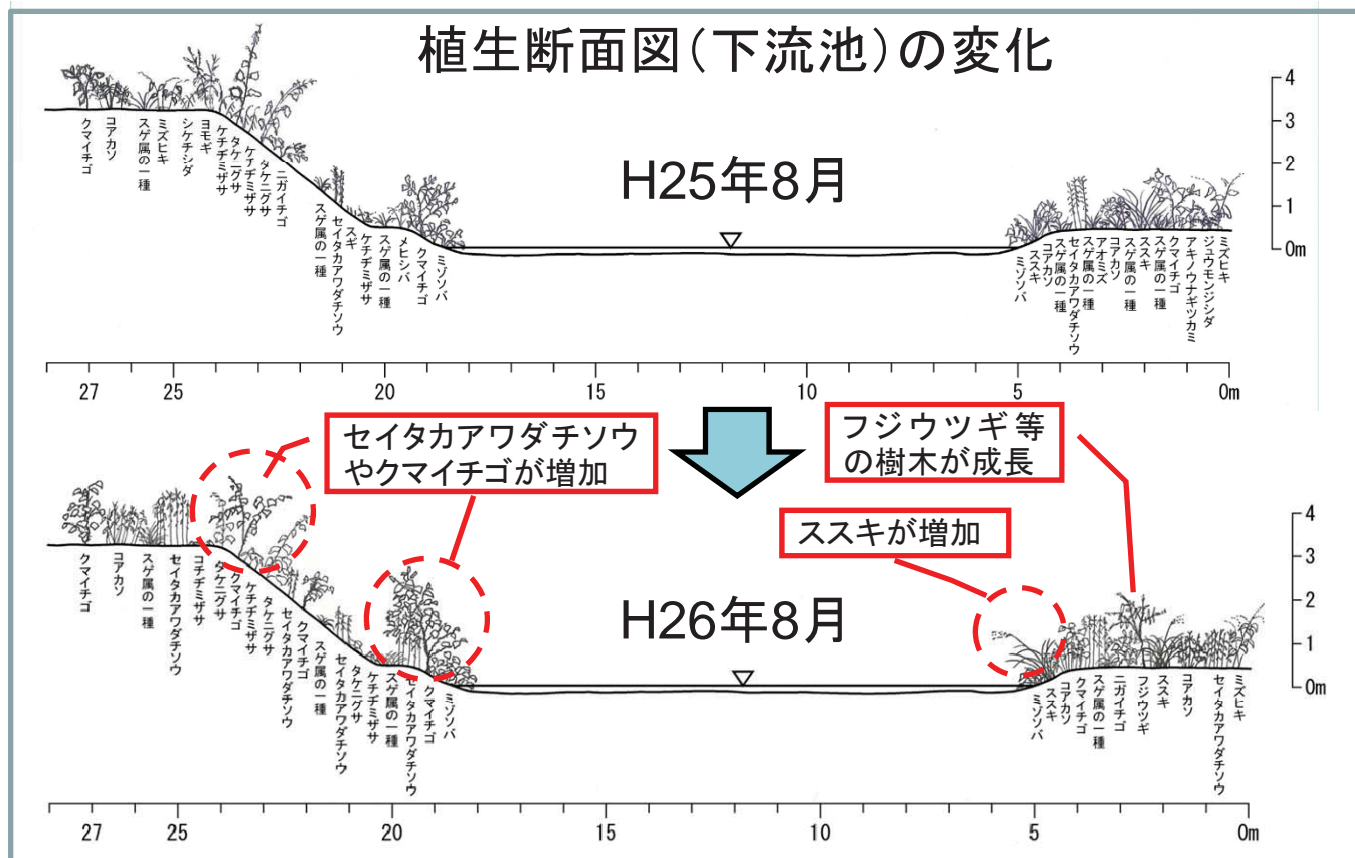 植生断面図(下流池)の変化
4
3
2
1
0m
H25年8月
クマイチゴ
コアカソ
スゲ属の一種
ミズヒキ
シケチシダ
ヨモギ
ケチヂミザサ
タケニグサ
ケチヂミザサ
タケニグサ
ニガイチゴ
スゲ属の一種
セイタカアワダチソウ
スギ
ケチヂミザサ
スゲ属の一種
メヒシバ
クマイチゴ
ミゾソバ
ミゾソバ
ススキ
コアカソ
スゲ属の一種
セイタカアワダチソウ
スゲ属の一種
アオミズ
コアカソ
スゲ属の一種
ススキ
スゲ属の一種
クマイチゴ
アキノウナギツカミ
ジュウモンジシダ
ミズヒキ
27 25 20 15 10 5 0m
セイタカアワダチソウ
やクマイチゴが増加
フジウツギ等
の樹木が成長
ススキが増加
4
3
2
1
0m
H26年8月
クマイチゴ
コアカソ
スゲ属の一種
セイタカアワダチソウ
コチヂミザサ
タケニグサ
クマイチゴ
ケチヂミザサ
タケニグサ
セイタカアワダチソウ
クマイチゴ
スゲ属の一種
セイタカアワダチソウ
タケニグサ
ケチヂミザサ
スゲ属の一種
セイタカアワダチソウ
クマイチゴ
ミゾソバ
ミゾソバ
ススキ
コアカソ
クマイチゴ
スゲ属の一種
ニガイチゴ
フジウツギ
ススキ
コアカソ
セイタカアワダチソウ
ミズヒキ
27 25 20 15 10 5 0m